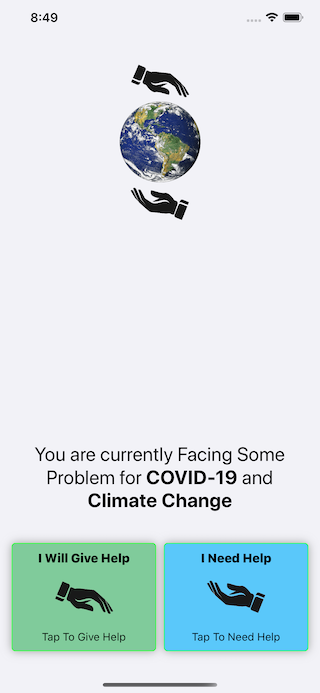 8:49
You are currently Facing Some
Problem for COVID-19 and
Climate Change
I Will Give Help
I Need Help
Tap To Give Help
Tap To Need Help